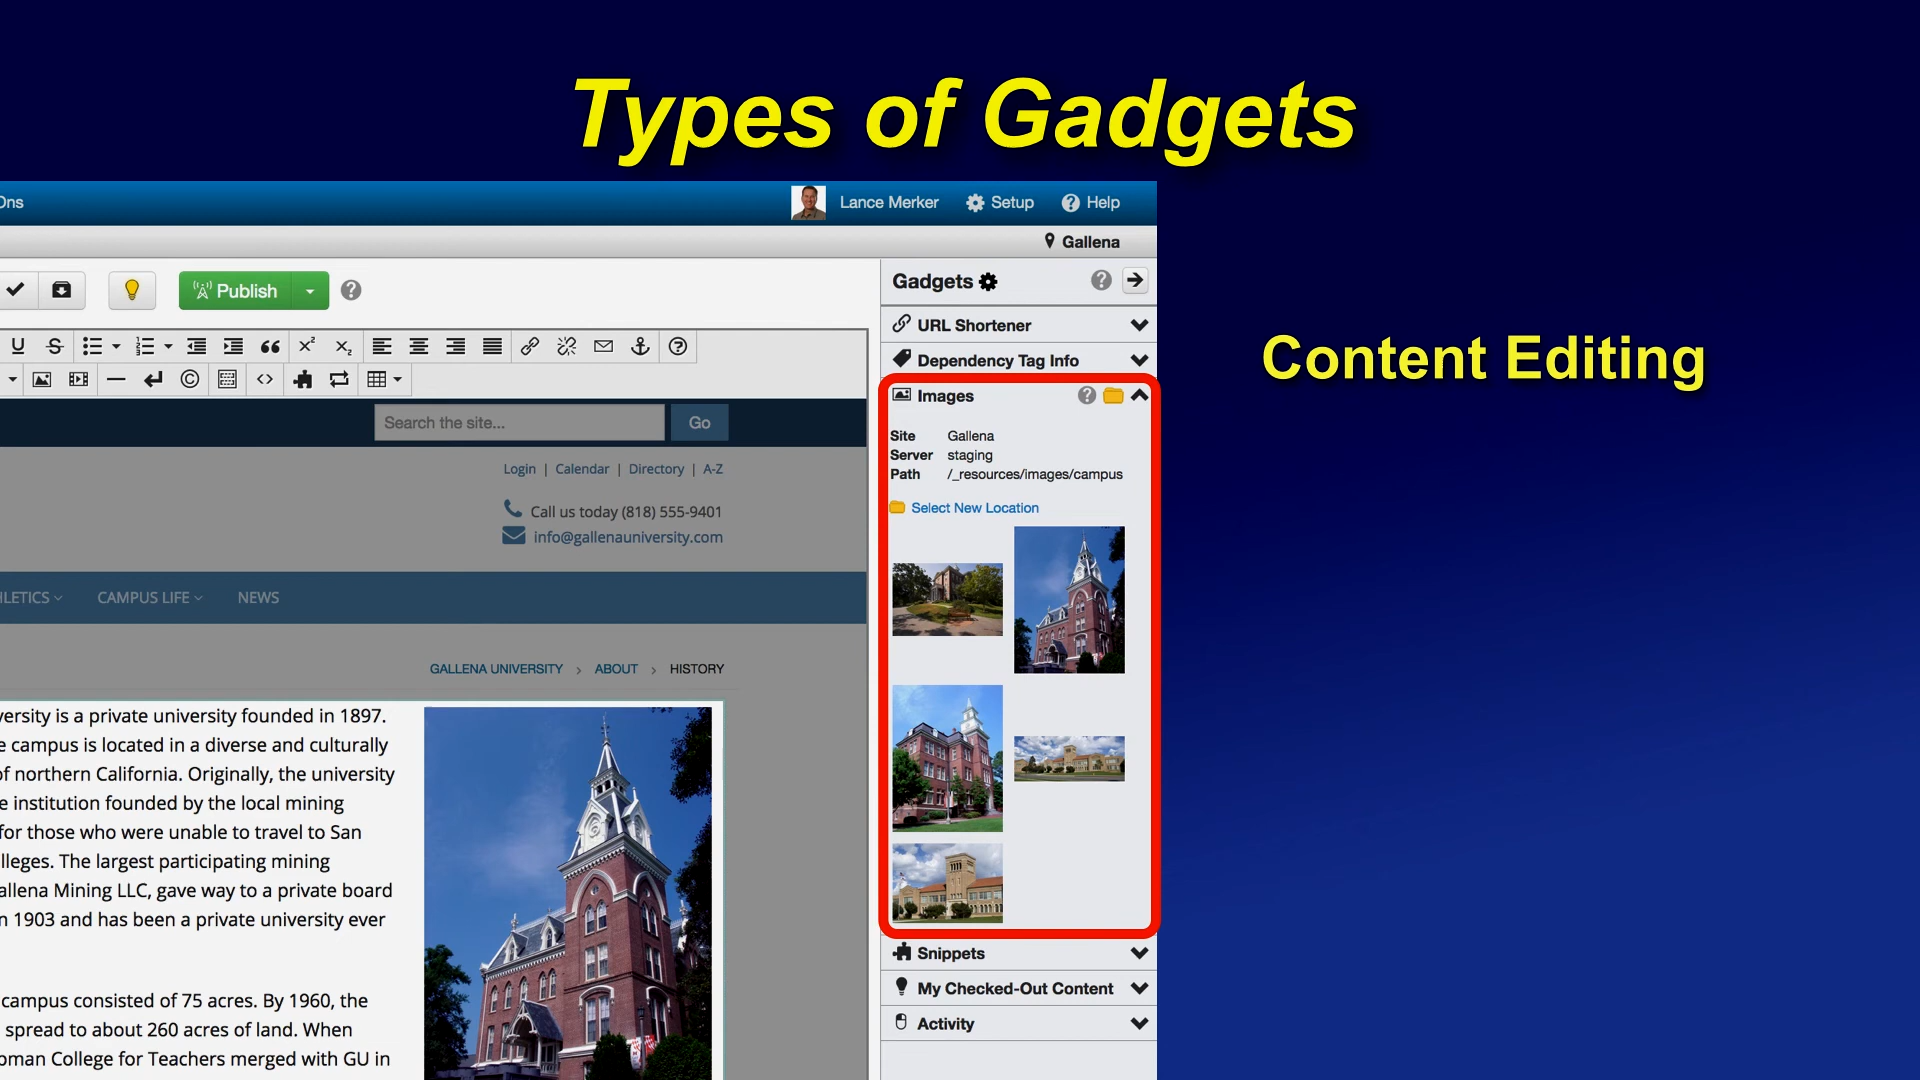 Types of Gadgets
Ons
Lance Merker Setup Help
Gallena
Publish
Gadgets
URL Shortener
Dependency Tag Info
Images
Site Gallena
Server staging
Path /_resources/images/campus
Select New Location
Snippets
My Checked-Out Content
Activity
Content Editing
Search the site... Go
Login | Calendar | Directory | A-Z
Call us today (818) 555-9401
info@gallenauniversity.com
HLETICS CAMPUS LIFE NEWS
GALLENA UNIVERSITY > ABOUT > HISTORY
versity is a private university founded in 1897.
e campus is located in a diverse and culturally
of northern California. Originally, the university
e institution founded by the local mining
for those who were unable to travel to San
lleges. The largest participating mining
allena Mining LLC, gave way to a private board
n 1903 and has been a private university ever
campus consisted of 75 acres. By 1960, the
spread to about 260 acres of land. When
oman College for Teachers merged with GU in